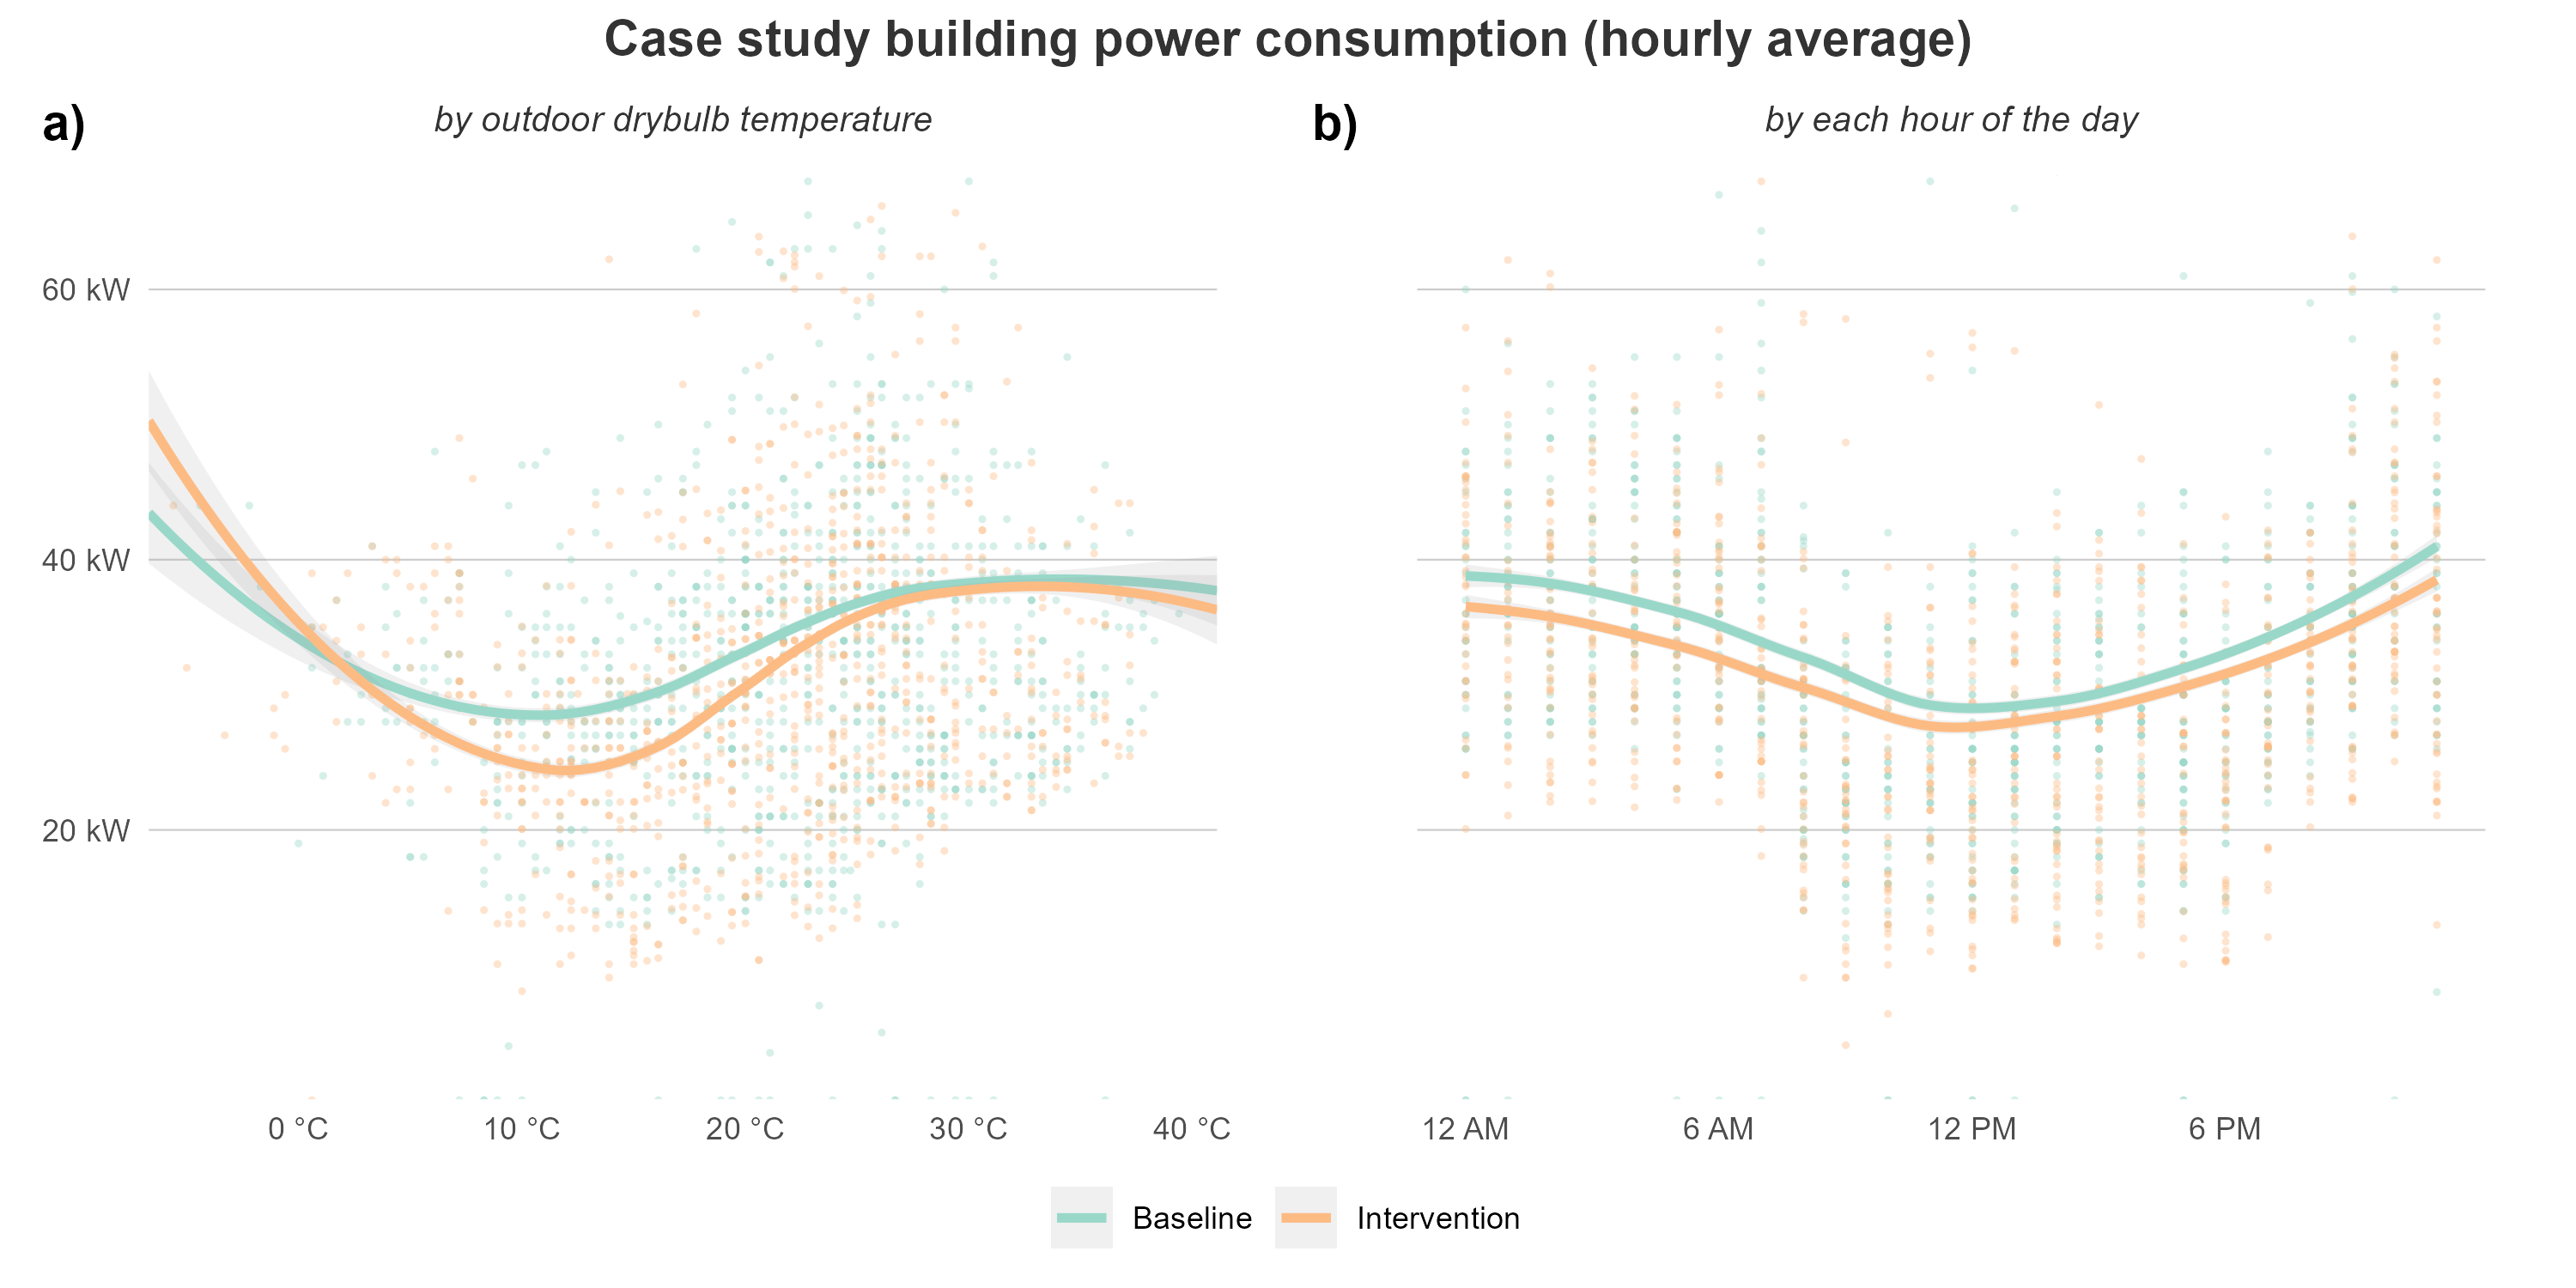 Case study building power consumption (hourly average)
a)
by outdoor drybulb temperature
60 kW
40 kW
20 kW
0 °C
10 °C
20 °C
30 °C
40 °C
b)
by each hour of the day
12 AM
6 AM
12 PM
6 PM
Baseline
Intervention